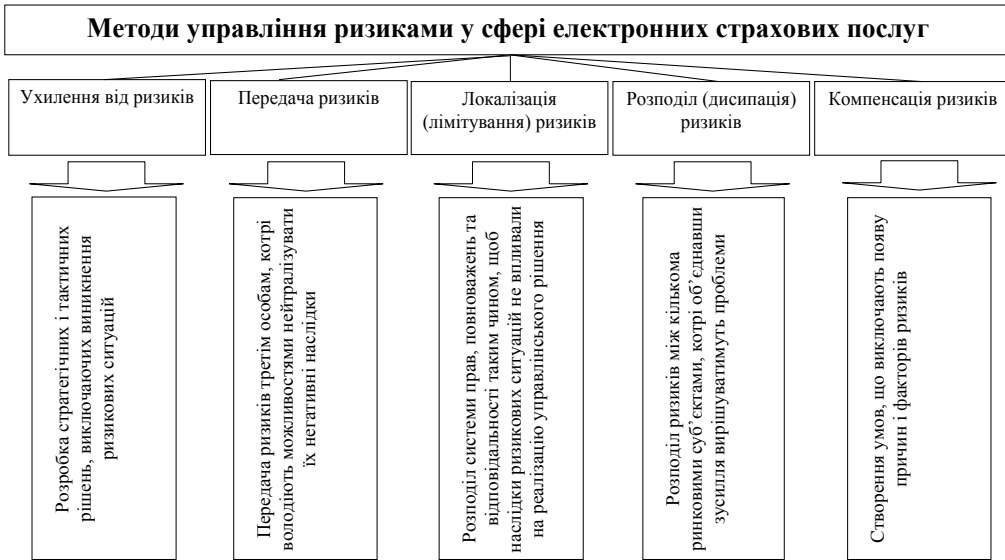 Методи управління ризиками у сфері електронних страхових послуг
Ухилення від ризиків
Передача ризиків
Локалізація
(лімітування) ризиків
Розподіл (дисипація)
ризиків
Компенсація ризиків
Розробка стратегічних і тактичних
рішень, виключаючих виникнення
ризикових ситуацій
Передача ризиків третім особам, котрі
володіють можливостями нейтралізувати
їх негативні наслідки
Розподіл системи прав, повноважень та
відповідальності таким чином, щоб
наслідки ризикових ситуацій не впливали
на реалізацію управлінського рішення
Розподіл ризиків між кількома
ринковими суб’єктами, котрі об’єднавши
зусилля вирішуватимуть проблеми
Створення умов, що виключають появу
причин і факторів ризиків